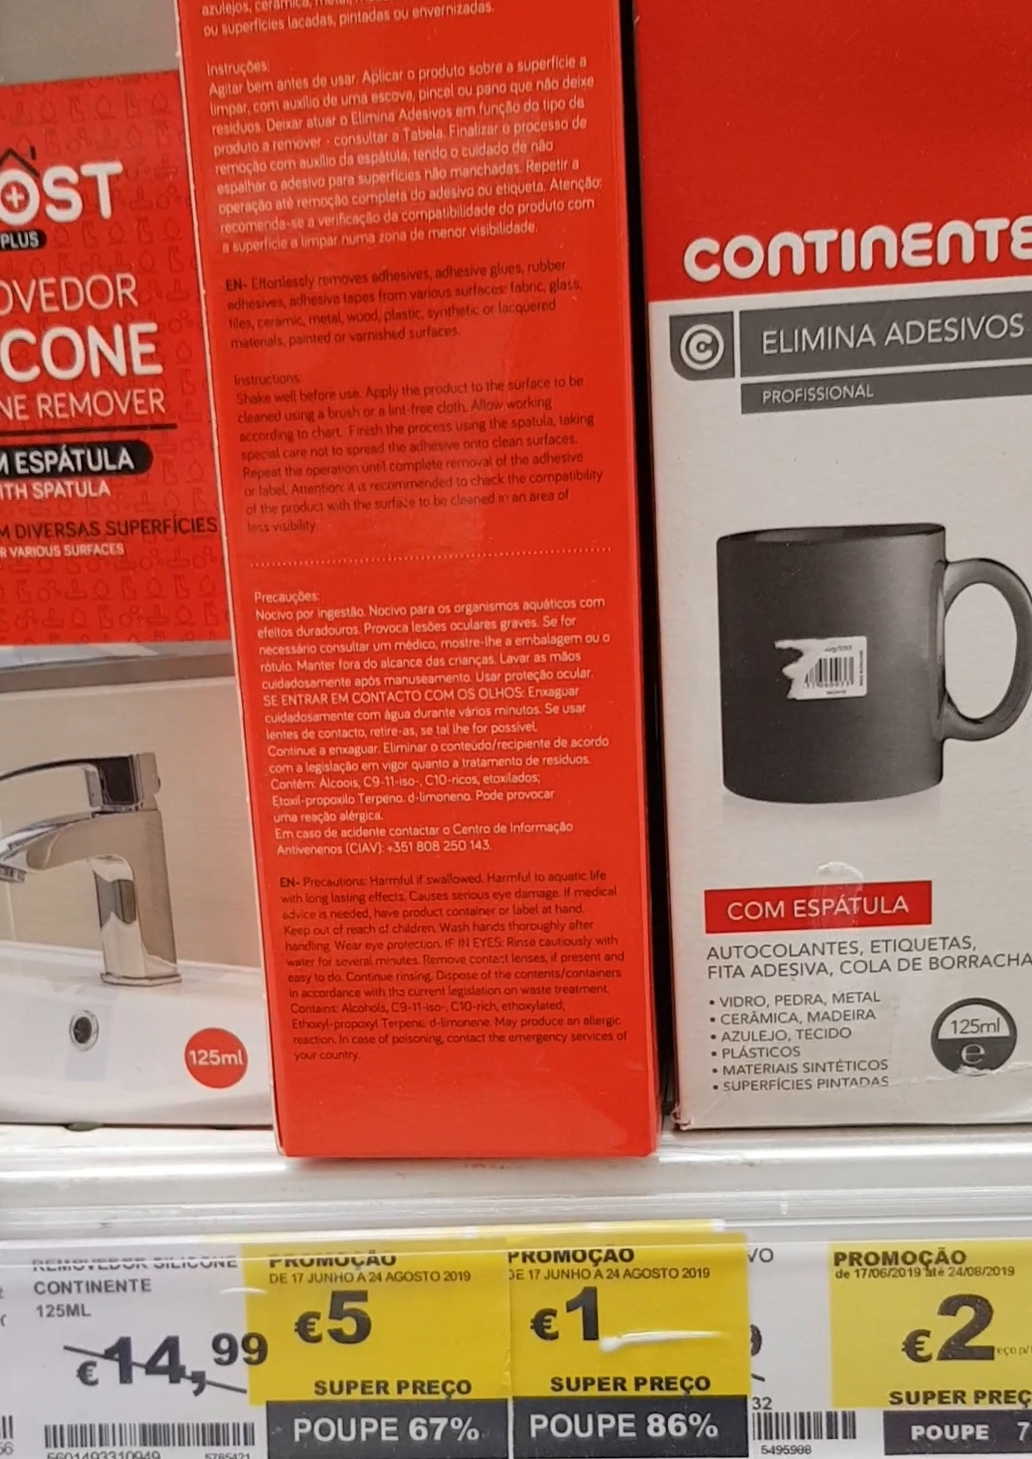 ÔST
PLUS
OVEDOR
CONE
NE REMOVER
M ESPÁTULA
ITH SPATULA
M DIVERSAS SUPERFÍCIES
R VARIOUS SURFACES
125ml
azulejos, cerâmica, metal,
ou superfícies lacadas, pintadas ou envernizadas.
Instruções:
Agitar bem antes de usar. Aplicar o produto sobre a superfície a
limpar, com auxílio de uma escova, pincel ou pano que não deixe
resíduos. Deixar atuar o Elimina Adesivos em função do tipo de
produto a remover - consultar a Tabela. Finalizar o processo de
remoção com auxílio da espátula, tendo o cuidado de não
espalhar o adesivo para superfícies não manchadas. Repetir a
operação até remoção completa do adesivo ou etiqueta. Atenção:
recomenda-se a verificação da compatibilidade do produto com
a superfície a limpar numa zona de menor visibilidade.
EN- Effortlessly removes adhesives, adhesive glues, rubber
adhesives, adhesive tapes from various surfaces: fabric, glass,
tiles, ceramic, metal, wood, plastic, synthetic or lacquered
materials, painted or varnished surfaces.
Instructions:
Shake well before use. Apply the product to the surface to be
cleaned using a brush or a lint-free cloth. Allow working
according to chart. Finish the process using the spatula, taking
special care not to spread the adhesive onto clean surfaces.
Repeat the operation until complete removal of the adhesive
or label. Attention: it is recommended to check the compatibility
of the product with the surface to be cleaned in an area of
less visibility.
Precauções:
Nocivo por ingestão. Nocivo para os organismos aquáticos com
efeitos duradouros. Provoca lesões oculares graves. Se for
necessário consultar um médico, mostre-lhe a embalagem ou o
rótulo. Manter fora do alcance das crianças. Lavar as mãos
cuidadosamente após manuseamento. Usar proteção ocular.
SE ENTRAR EM CONTACTO COM OS OLHOS: Enxaguar
cuidadosamente com água durante vários minutos. Se usar
lentes de contacto, retire-as, se tal lhe for possível.
Continue a enxaguar. Eliminar o conteúdo/recipiente de acordo
com a legislação em vigor quanto a tratamento de resíduos.
Contém: Álcoois, C9-11-iso-, C10-ricos, etoxilados;
Etoxil-propoxilo Terpeno. d-limoneno. Pode provocar
uma reação alérgica.
Em caso de acidente contactar o Centro de Informação
Antivenenos (CIAV): +351 808 250 143.
EN- Precautions: Harmful if swallowed. Harmful to aquatic life
with long lasting effects. Causes serious eye damage. If medical
advice is needed, have product container or label at hand.
Keep out of reach of children. Wash hands thoroughly after
handling. Wear eye protection. IF IN EYES: Rinse cautiously with
water for several minutes. Remove contact lenses, if present and
easy to do. Continue rinsing. Dispose of the contents/containers
in accordance with the current legislation on waste treatment.
Contains: Alcohols, C9-11-iso-, C10-rich, ethoxylated;
Ethoxyl-propoxyl Terpene. d-limonene. May produce an allergic
reaction. In case of poisoning, contact the emergency services of
your country.
CONTINENTE
C
ELIMINA ADESIVOS
PROFISSIONAL
COM ESPÁTULA
AUTOCOLANTES, ETIQUETAS,
FITA ADESIVA, COLA DE BORRACHA
• VIDRO, PEDRA, METAL
• CERÂMICA, MADEIRA
• AZULEJO, TECIDO
• PLÁSTICOS
• MATERIAIS SINTÉTICOS
• SUPERFÍCIES PINTADAS
125ml
e
REMOVEDOR SILICONE
CONTINENTE
125ML
€14,99
5601493310949 5785421
PROMOÇÃO
DE 17 JUNHO A 24 AGOSTO 2019
€5
SUPER PREÇO
POUPE 67%
PROMOÇÃO
DE 17 JUNHO A 24 AGOSTO 2019
€1
SUPER PREÇO
POUPE 86%
VO
32
5495988
PROMOÇÃO
de 17/06/2019 até 24/08/2019
€2
SUPER PREÇ
POUPE 7